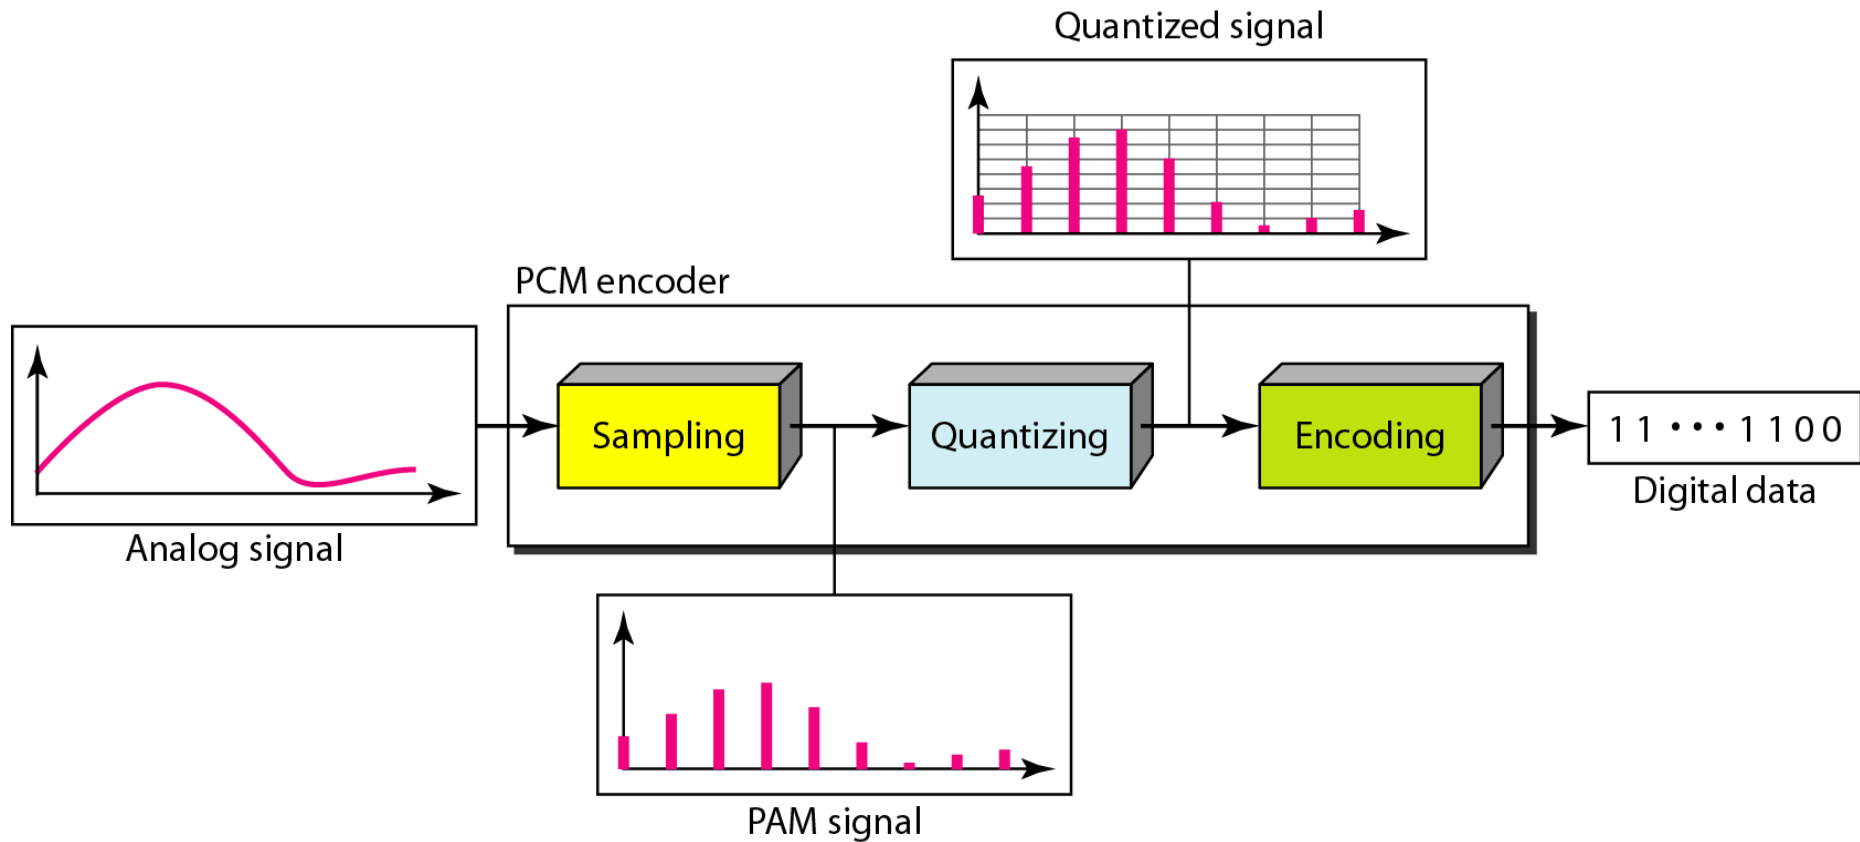 Quantized signal
PCM encoder
Sampling
Quantizing
Encoding
1 1 • • • 1 1 0 0
Digital data
Analog signal
PAM signal